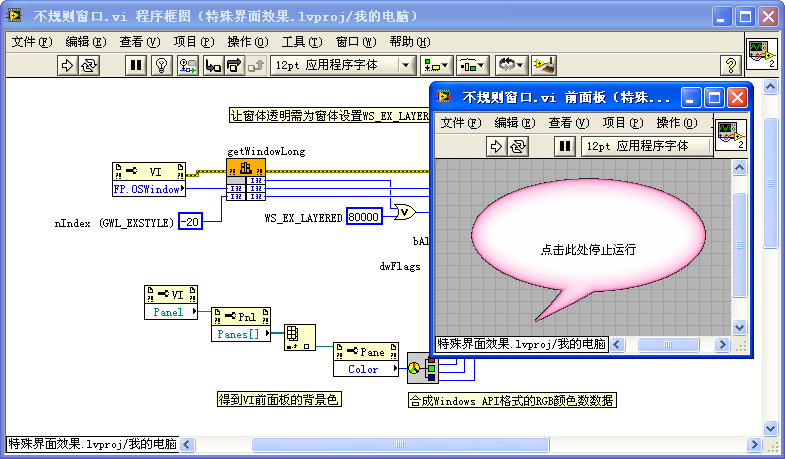 不规则窗口.vi 程序框图 (特殊界面效果.lvproj/我的电脑)
文件(F) 编辑(E) 查看(V) 项目(P) 操作(O) 工具(T) 窗口(W) 帮助(H)
12pt 应用程序字体
2
让窗体透明需为窗体设置WS_EX_LAYER
getWindowLong
VI
FP.OSWindow
I32 I32
I32 I32
nIndex (GWL_EXSTYLE) -20
WS_EX_LAYERED 80000
V
bAl
dwFlags
VI
Panel
Pnl
Panes[]
Pane
Color
得到VI前面板的背景色
合成Windows API格式的RGB颜色数数据
特殊界面效果.lvproj/我的电脑
不规则窗口.vi 前面板 (特殊...
文件(F) 编辑(E) 查看(V) 项目(P) 操作(O)
12pt 应用程序字体
2
点击此处停止运行
特殊界面效果.lvproj/我的电脑